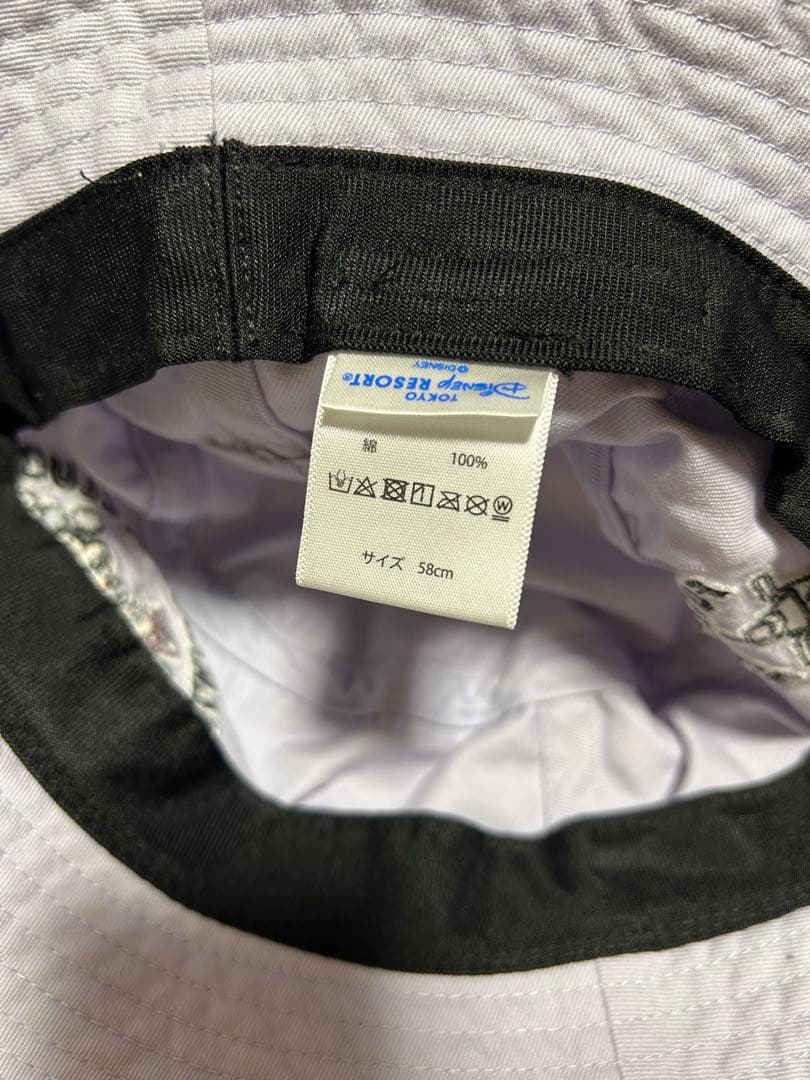 TOKYO
Disney RESORT®
© DISNEY
綿 100%
サイズ 58cm